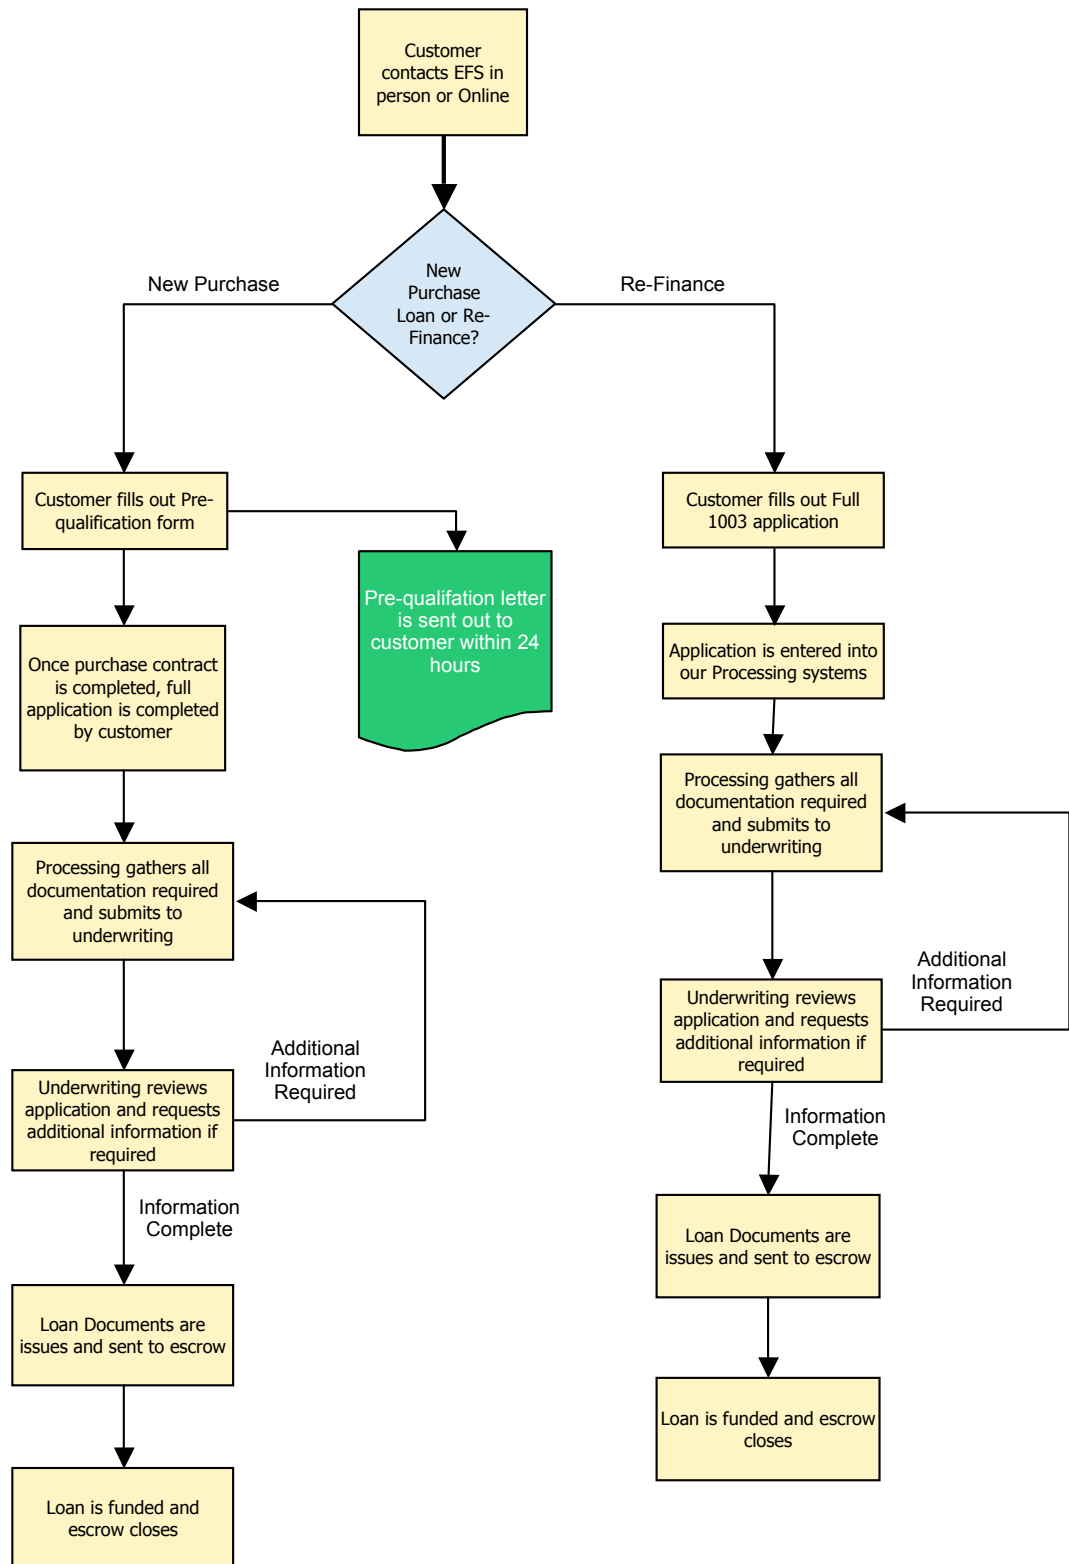 Customer
contacts EFS in
person or Online
New
Purchase
Loan or Re-
Finance?
New Purchase
Re-Finance
Customer fills out Pre-
qualification form
Pre-qualifation letter
is sent out to
customer within 24
hours
Once purchase contract
is completed, full
application is completed
by customer
Processing gathers all
documentation required
and submits to
underwriting
Additional
Information
Required
Underwriting reviews
application and requests
additional information if
required
Information
Complete
Loan Documents are
issues and sent to escrow
Loan is funded and
escrow closes
Customer fills out Full
1003 application
Application is entered into
our Processing systems
Processing gathers all
documentation required
and submits to
underwriting
Additional
Information
Required
Underwriting reviews
application and requests
additional information if
required
Information
Complete
Loan Documents are
issues and sent to escrow
Loan is funded and escrow
closes